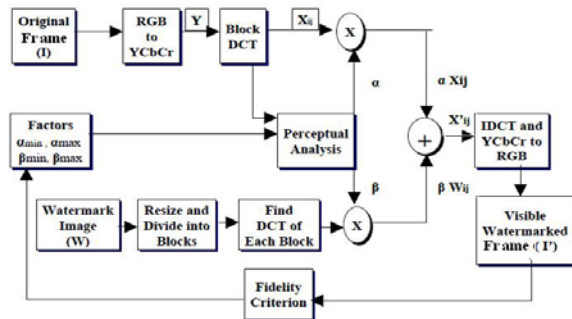 Original
Frame
(I)
RGB
to
YCbCr
Y
Block
DCT
Xij
X
α
α Xij
Factors
αmin , αmax
βmin, βmax
Perceptual
Analysis
+
X'ij
IDCT and
YCbCr to
RGB
β
β Wij
Watermark
Image
(W)
Resize and
Divide into
Blocks
Find
DCT of
Each Block
X
Visible
Watermarked
Frame ( I')
Fidelity
Criterion